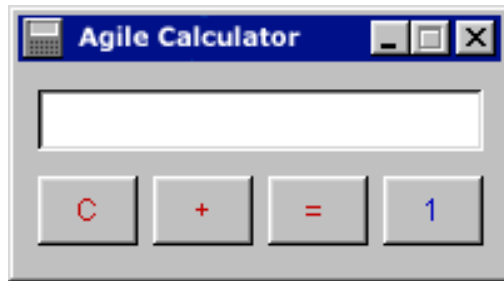 Agile Calculator
C + = 1